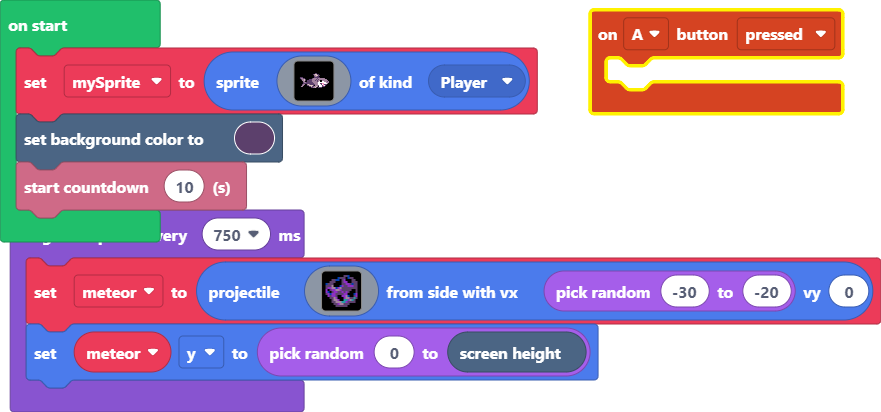 on start
set mySprite to sprite of kind Player
set background color to
start countdown 10 (s)
750 ms
set meteor to projectile from side with vx pick random -30 to -20 vy 0
set meteor y to pick random 0 to screen height
on A button pressed